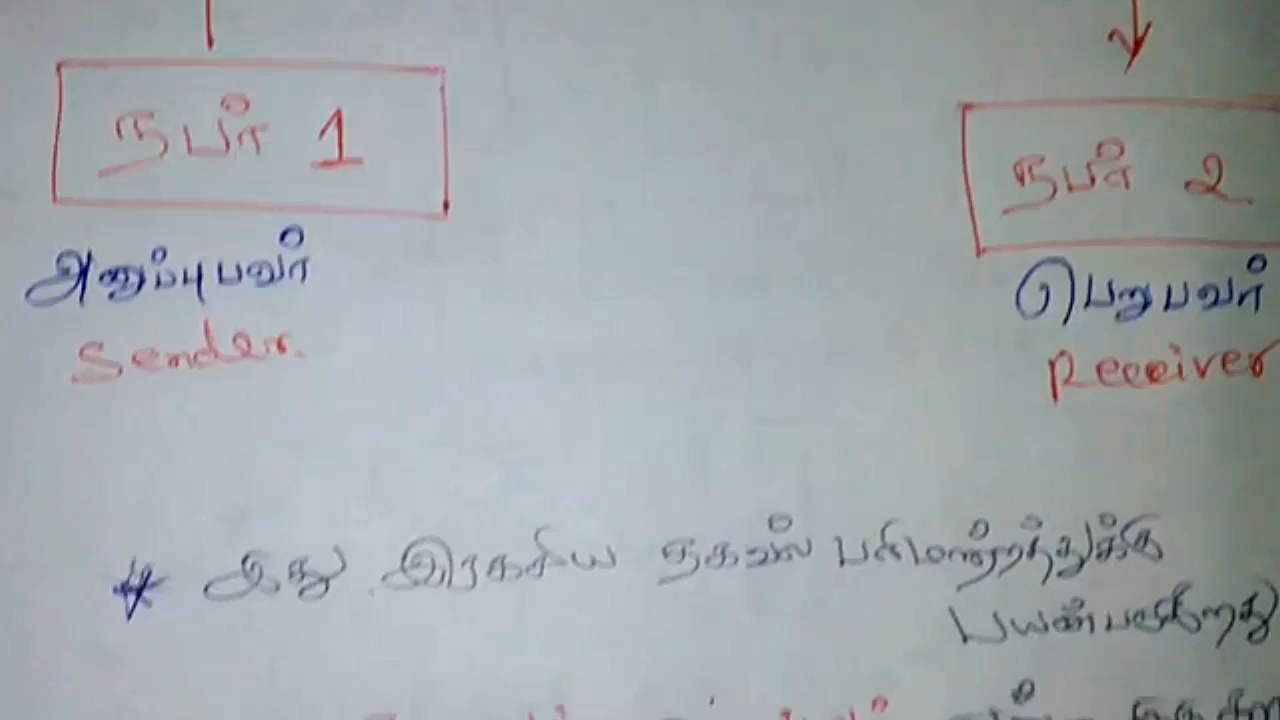 நபர் 1
நபர் 2
அனுப்புபவர்
பெறுபவர்
Sender.
Receiver
* இது இரகசிய தகவல் பரிமாற்றத்துக்கு
பயன்படுகிறது